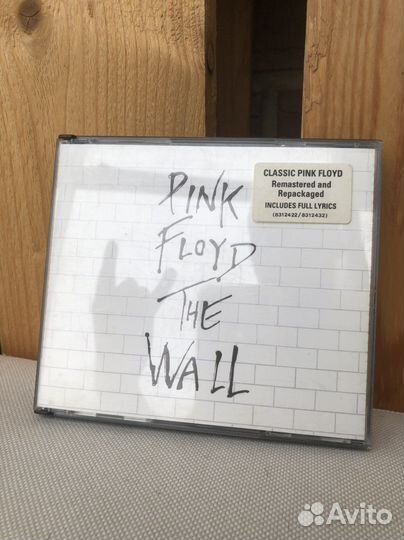 PINK
FLOYD
THE
WALL
CLASSIC PINK FLOYD
Remastered and
Repackaged
INCLUDES FULL LYRICS
(8312422/8312432)
Avito